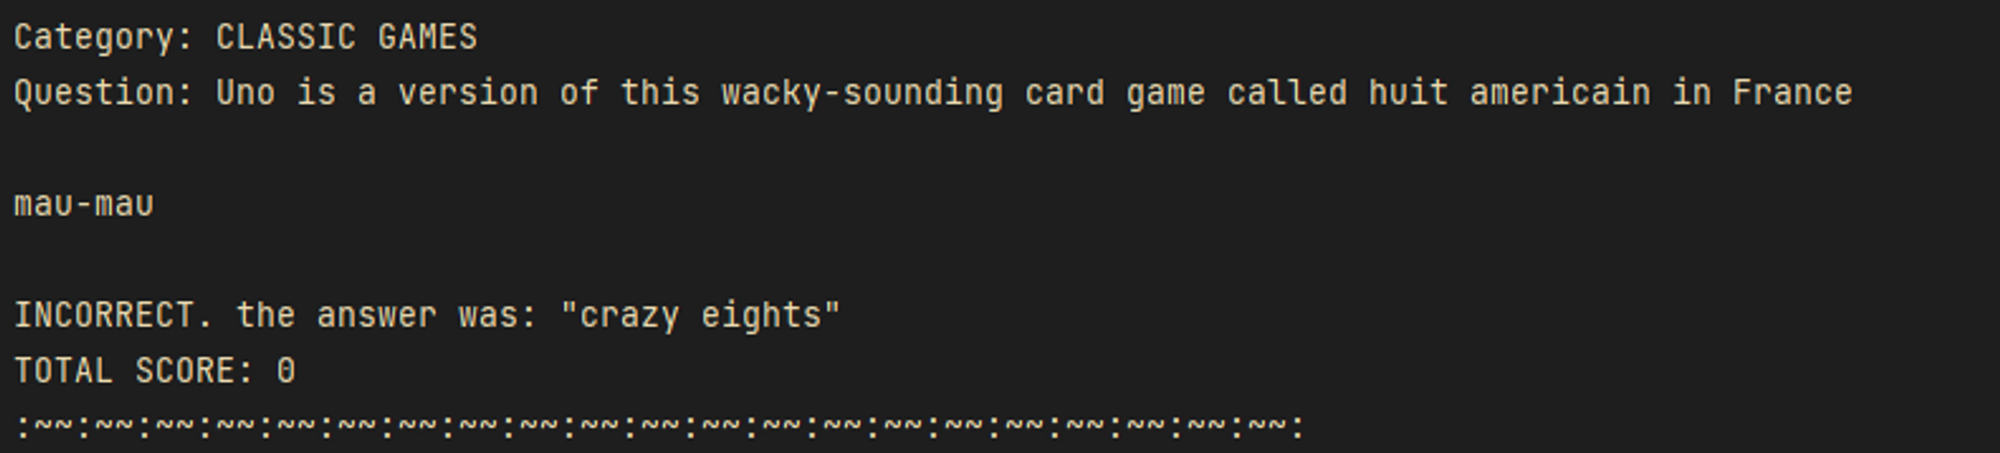 Category: CLASSIC GAMES
Question: Uno is a version of this wacky-sounding card game called huit americain in France
mau-mau
INCORRECT. the answer was: "crazy eights"
TOTAL SCORE: 0
:~~:~~:~~:~~:~~:~~:~~:~~:~~:~~:~~:~~:~~:~~:~~:~~:~~:~~:~~:~~:~~: